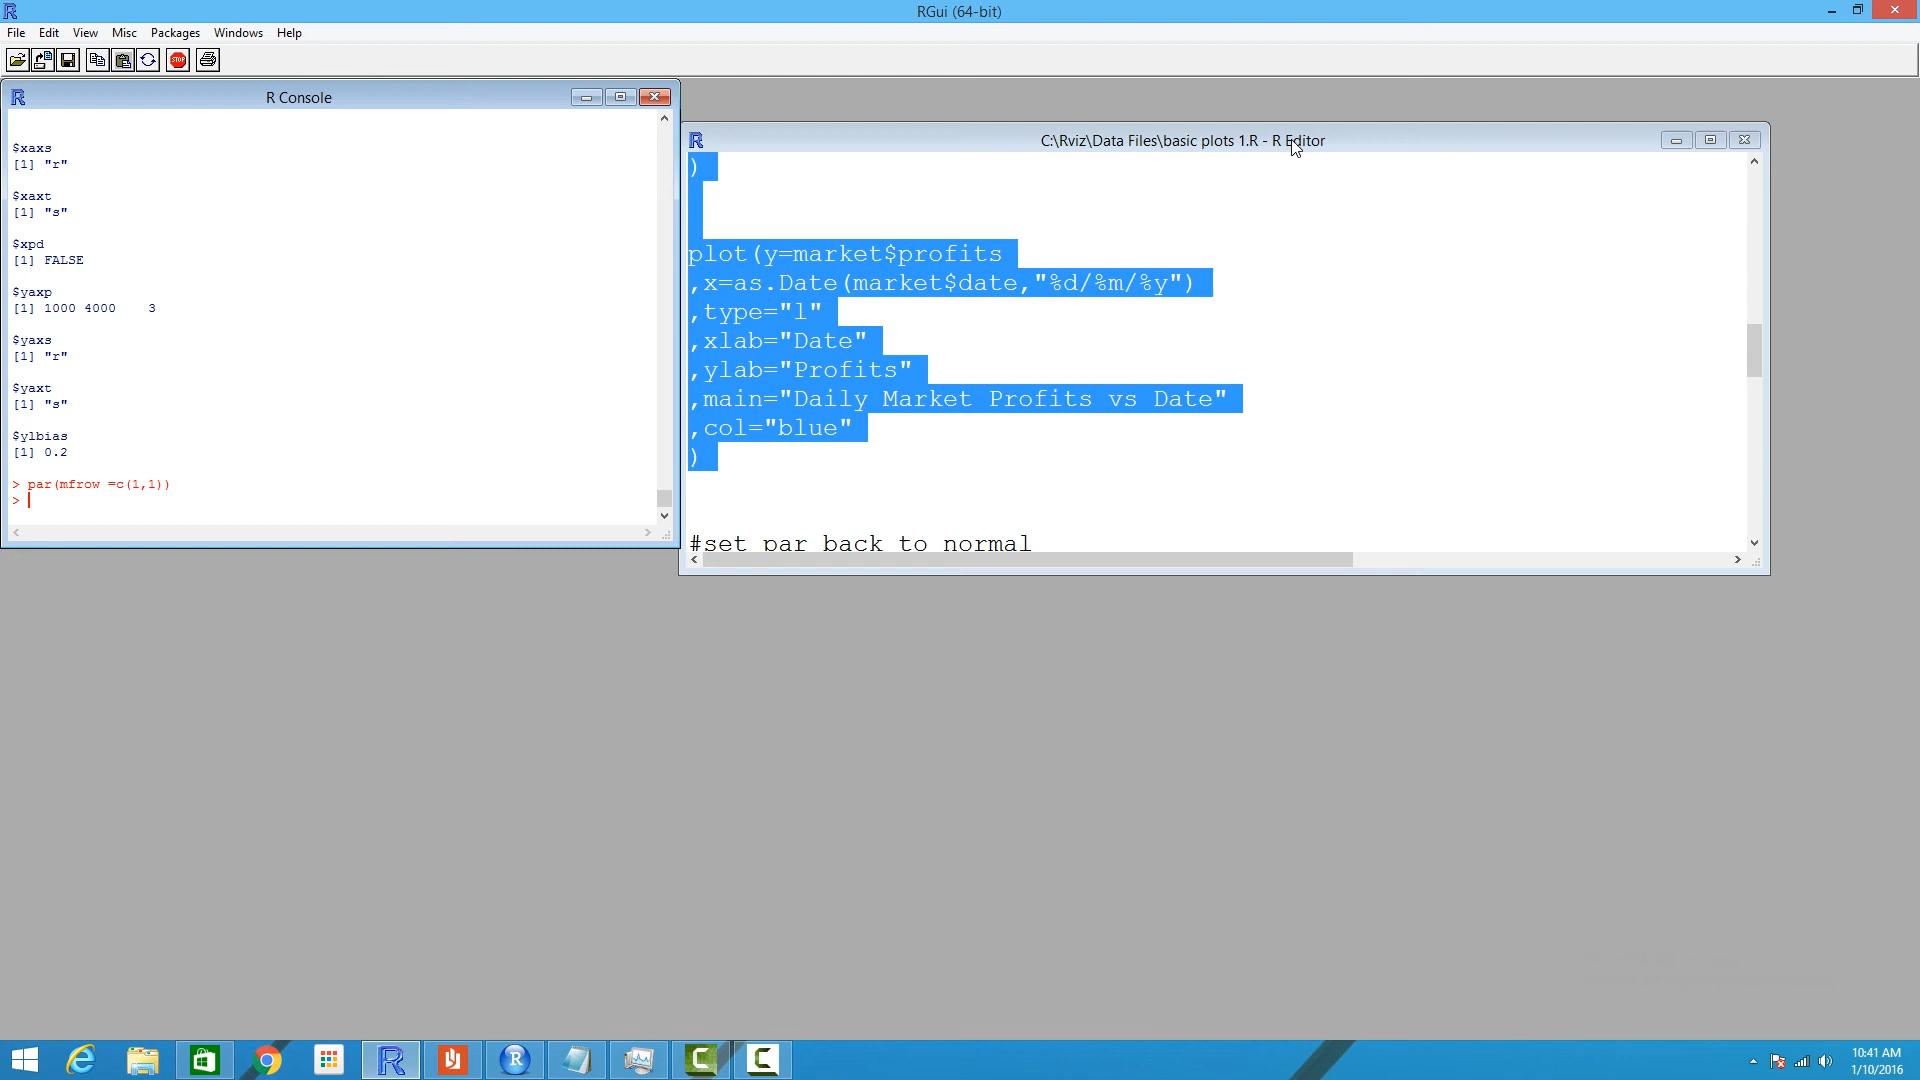 RGui (64-bit)
File Edit View Misc Packages Windows Help
STOP
R Console
$xaxs
[1] "r"
$xaxt
[1] "s"
$xpd
[1] FALSE
$yaxp
[1] 1000 4000    3
$yaxs
[1] "r"
$yaxt
[1] "s"
$ylbias
[1] 0.2
> par(mfrow =c(1,1))
>
C:\Rviz\Data Files\basic plots 1.R - R Editor
)
plot(y=market$profits
,x=as.Date(market$date,"%d/%m/%y")
,type="l"
,xlab="Date"
,ylab="Profits"
,main="Daily Market Profits vs Date"
,col="blue"
)
#set par back to normal
10:41 AM
1/10/2016